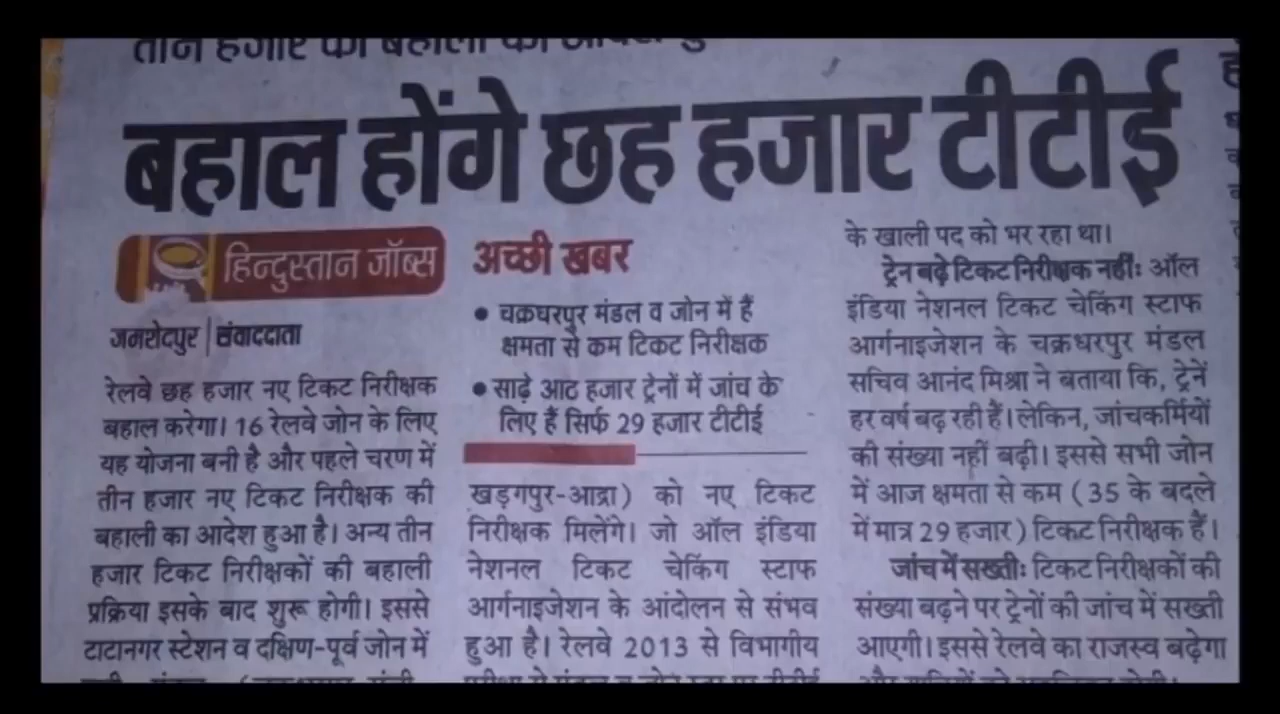 बहाल होंगे छह हजार टीटीई
हिन्दुस्तान जॉब्स
जमशेदपुर | संवाददाता
रेलवे छह हजार नए टिकट निरीक्षक
बहाल करेगा। 16 रेलवे जोन के लिए
यह योजना बनी है और पहले चरण में
तीन हजार नए टिकट निरीक्षक की
बहाली का आदेश हुआ है। अन्य तीन
हजार टिकट निरीक्षकों की बहाली
प्रक्रिया इसके बाद शुरू होगी। इससे
टाटानगर स्टेशन व दक्षिण-पूर्व जोन में
अच्छी खबर
• चक्रधरपुर मंडल व जोन में हैं
क्षमता से कम टिकट निरीक्षक
• साढ़े आठ हजार ट्रेनों में जांच के
लिए हैं सिर्फ 29 हजार टीटीई
खड़गपुर-आद्रा) को नए टिकट
निरीक्षक मिलेंगे। जो ऑल इंडिया
नेशनल टिकट चेकिंग स्टाफ
आर्गनाइजेशन के आंदोलन से संभव
हुआ है। रेलवे 2013 से विभागीय
के खाली पद को भर रहा था।
ट्रेन बढ़े टिकट निरीक्षक नहीं: ऑल
इंडिया नेशनल टिकट चेकिंग स्टाफ
आर्गनाइजेशन के चक्रधरपुर मंडल
सचिव आनंद मिश्रा ने बताया कि, ट्रेनें
हर वर्ष बढ़ रही हैं। लेकिन, जांचकर्मियों
की संख्या नहीं बढ़ी। इससे सभी जोन
में आज क्षमता से कम (35 के बदले
में मात्र 29 हजार) टिकट निरीक्षक हैं।
जांच में सख्ती: टिकट निरीक्षकों की
संख्या बढ़ने पर ट्रेनों की जांच में सख्ती
आएगी। इससे रेलवे का राजस्व बढ़ेगा